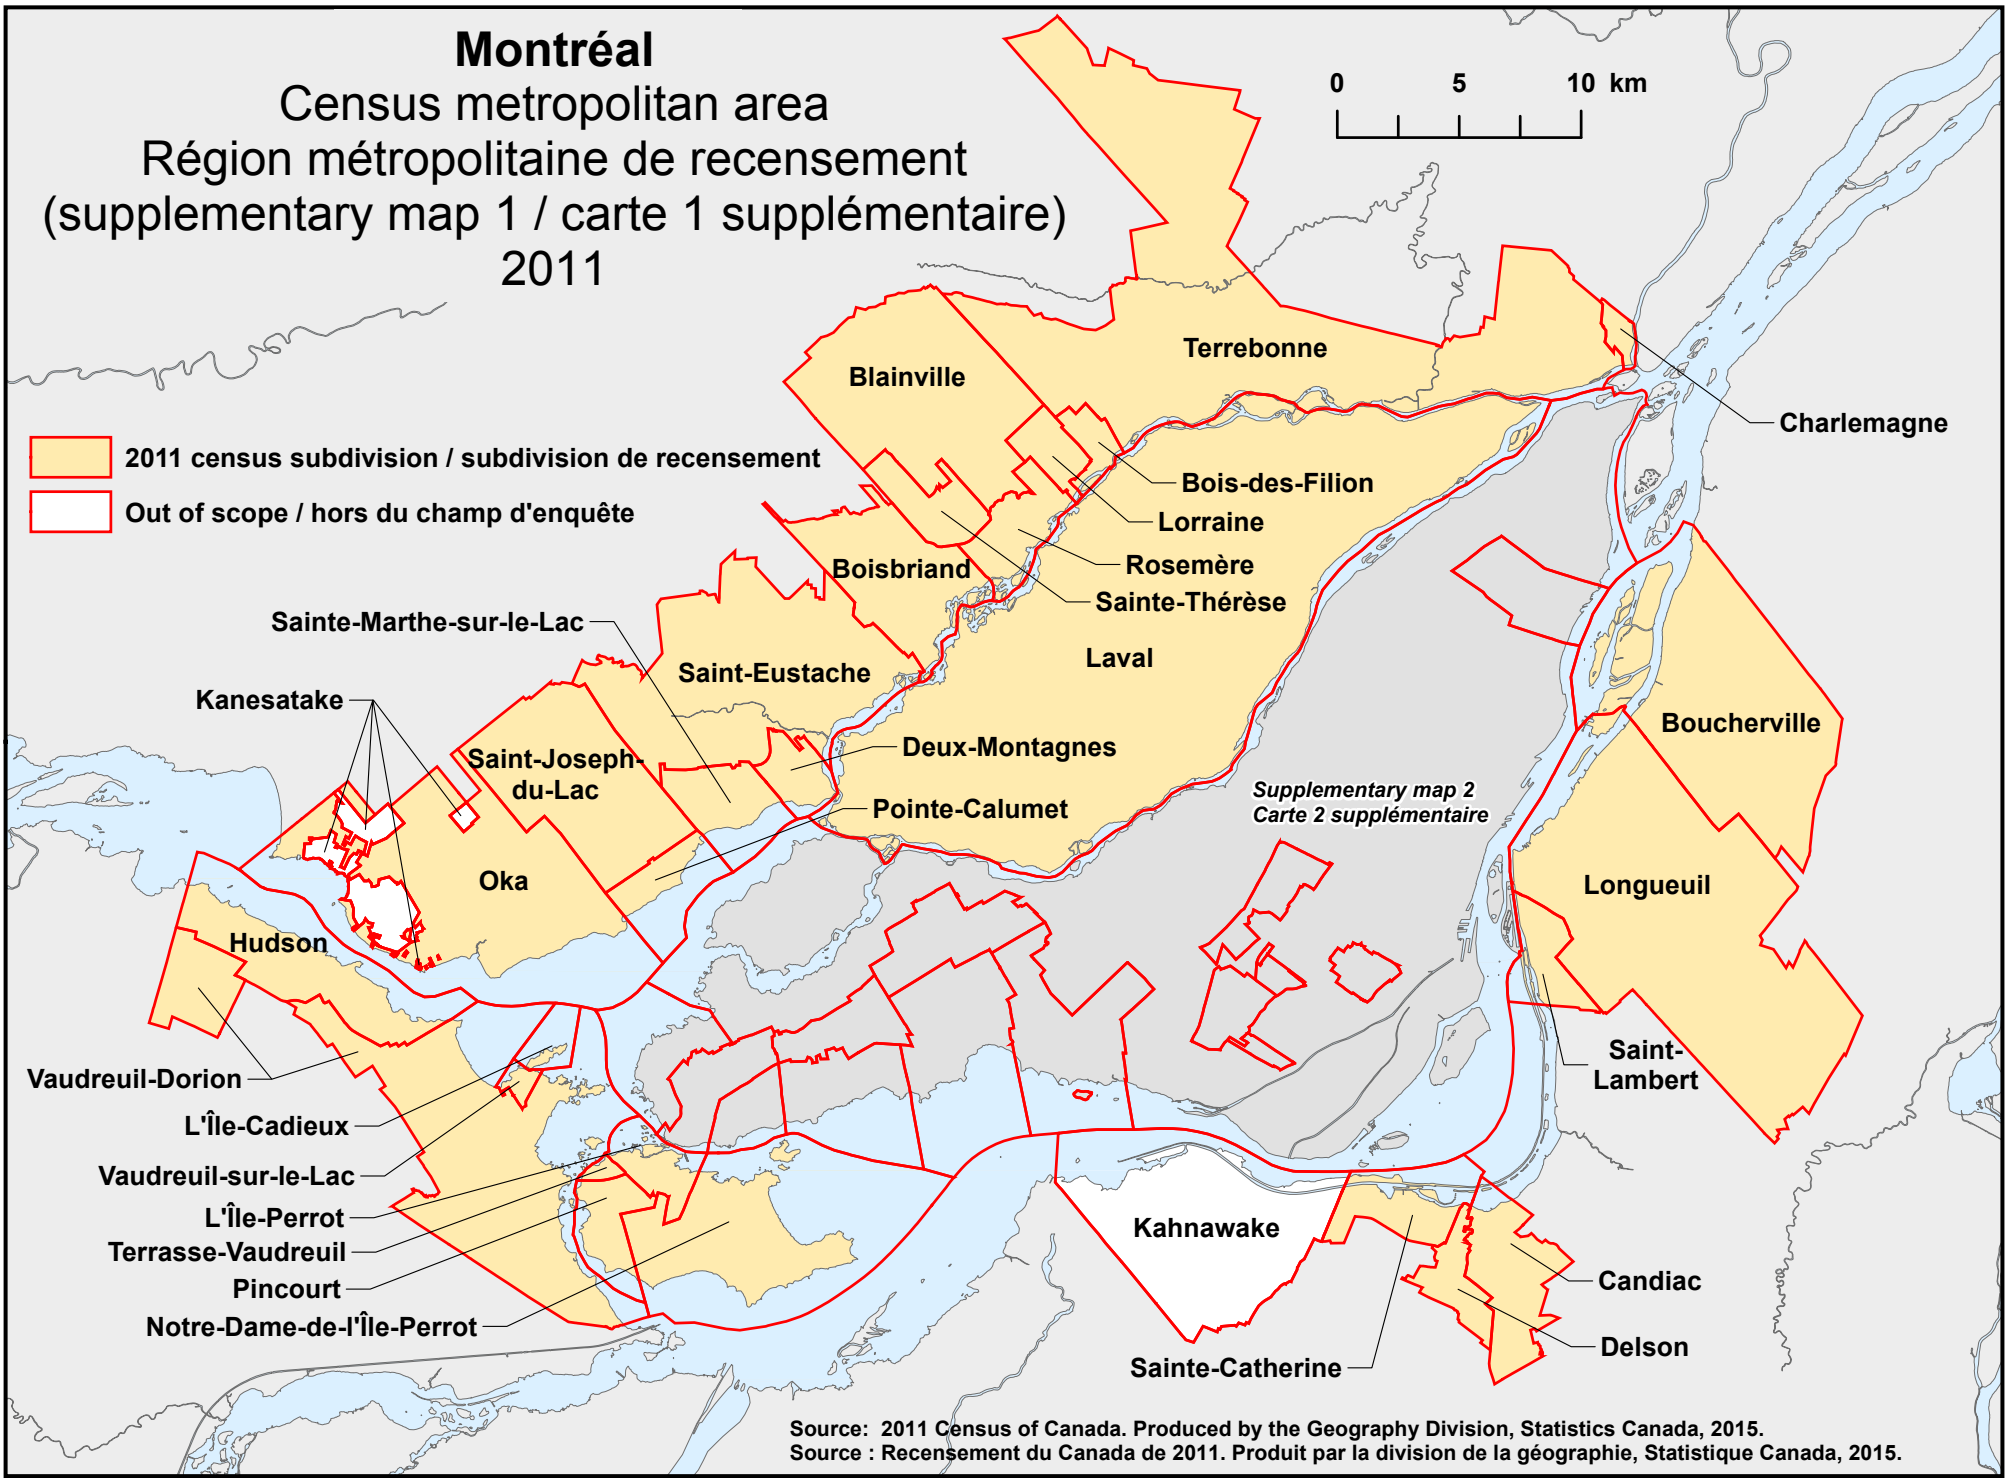 Montréal
Census metropolitan area
Région métropolitaine de recensement
(supplementary map 1 / carte 1 supplémentaire)
2011
0 5 10 km
2011 census subdivision / subdivision de recensement
Out of scope / hors du champ d'enquête
Terrebonne
Blainville
Charlemagne
Bois-des-Filion
Lorraine
Rosemère
Sainte-Thérèse
Boisbriand
Sainte-Marthe-sur-le-Lac
Laval
Saint-Eustache
Kanesatake
Boucherville
Deux-Montagnes
Saint-Joseph-
du-Lac
Pointe-Calumet
Supplementary map 2
Carte 2 supplémentaire
Oka
Longueuil
Hudson
Saint-
Lambert
Vaudreuil-Dorion
L'Île-Cadieux
Vaudreuil-sur-le-Lac
L'Île-Perrot
Terrasse-Vaudreuil
Pincourt
Notre-Dame-de-l'Île-Perrot
Kahnawake
Candiac
Delson
Sainte-Catherine
Source: 2011 Census of Canada. Produced by the Geography Division, Statistics Canada, 2015.
Source : Recensement du Canada de 2011. Produit par la division de la géographie, Statistique Canada, 2015.